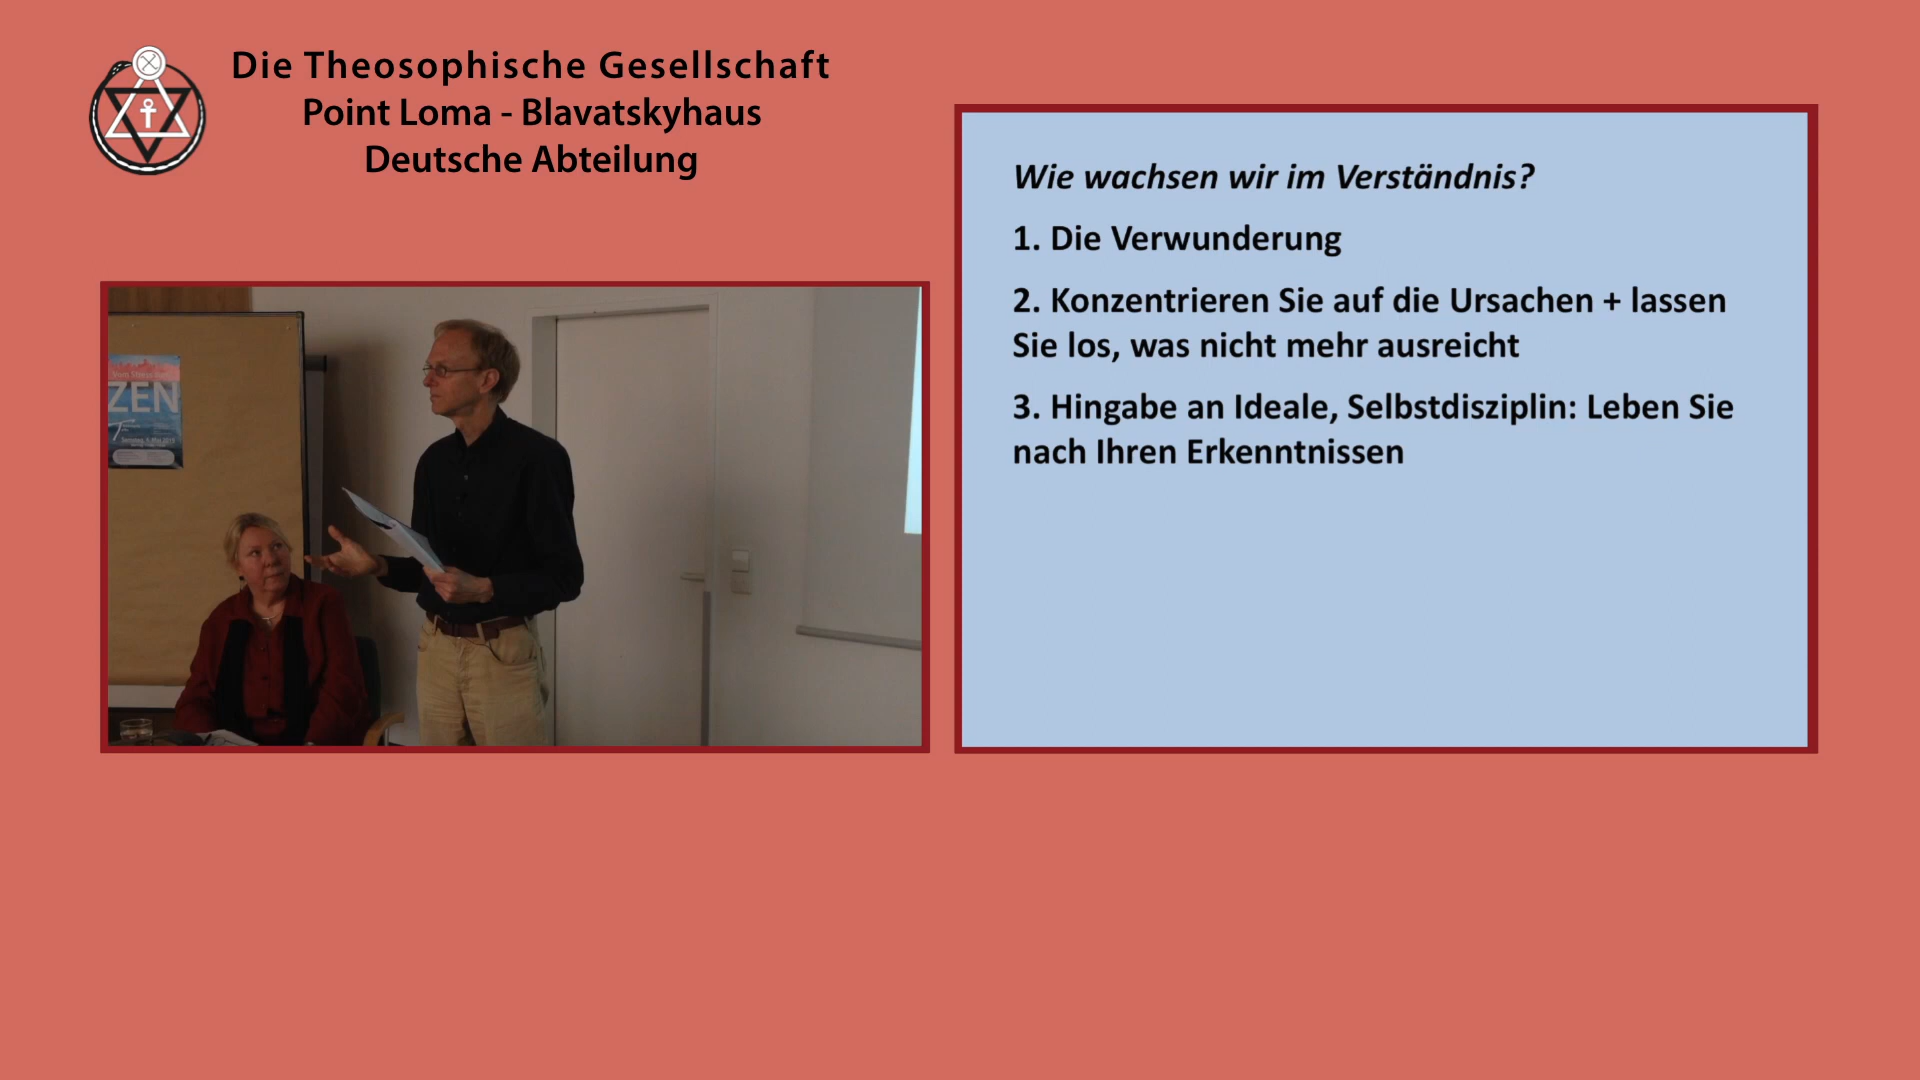 Die Theosophische Gesellschaft
Point Loma - Blavatskyhaus
Deutsche Abteilung
Wie wachsen wir im Verständnis?
1. Die Verwunderung
2. Konzentrieren Sie auf die Ursachen + lassen
Sie los, was nicht mehr ausreicht
3. Hingabe an Ideale, Selbstdisziplin: Leben Sie
nach Ihren Erkenntnissen
ZEN